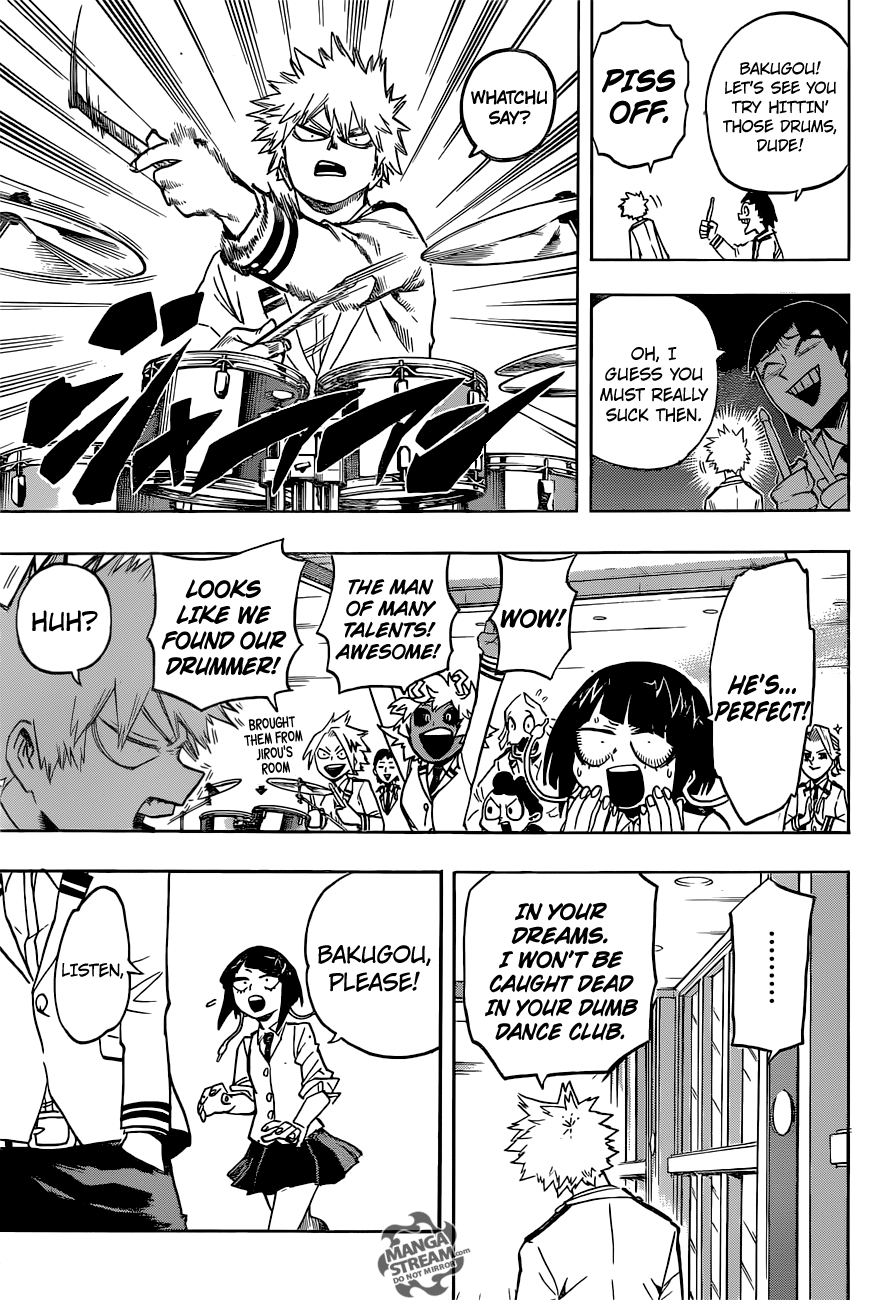 BAKUGOU!
LET'S SEE YOU
TRY HITTIN'
THOSE DRUMS,
DUDE!
PISS
OFF.
OH, I
GUESS YOU
MUST REALLY
SUCK THEN.
WHATCHU
SAY?
HE'S...
PERFECT!
WOW!
THE MAN
OF MANY
TALENTS!
AWESOME!
LOOKS
LIKE WE
FOUND OUR
DRUMMER!
BROUGHT
THEM FROM
JIROU'S
ROOM
HUH?
.........
IN YOUR
DREAMS.
I WON'T BE
CAUGHT DEAD
IN YOUR DUMB
DANCE CLUB.
BAKUGOU,
PLEASE!
LISTEN,
MANGA
STREAM.com
DO NOT MIRROR!